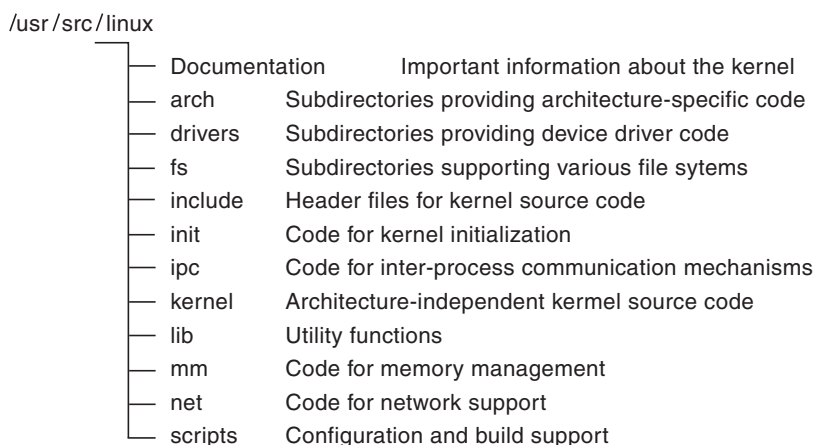 /usr/src/linux
Documentation Important information about the kernel
arch Subdirectories providing architecture-specific code
drivers Subdirectories providing device driver code
fs Subdirectories supporting various file sytems
include Header files for kernel source code
init Code for kernel initialization
ipc Code for inter-process communication mechanisms
kernel Architecture-independent kermel source code
lib Utility functions
mm Code for memory management
net Code for network support
scripts Configuration and build support